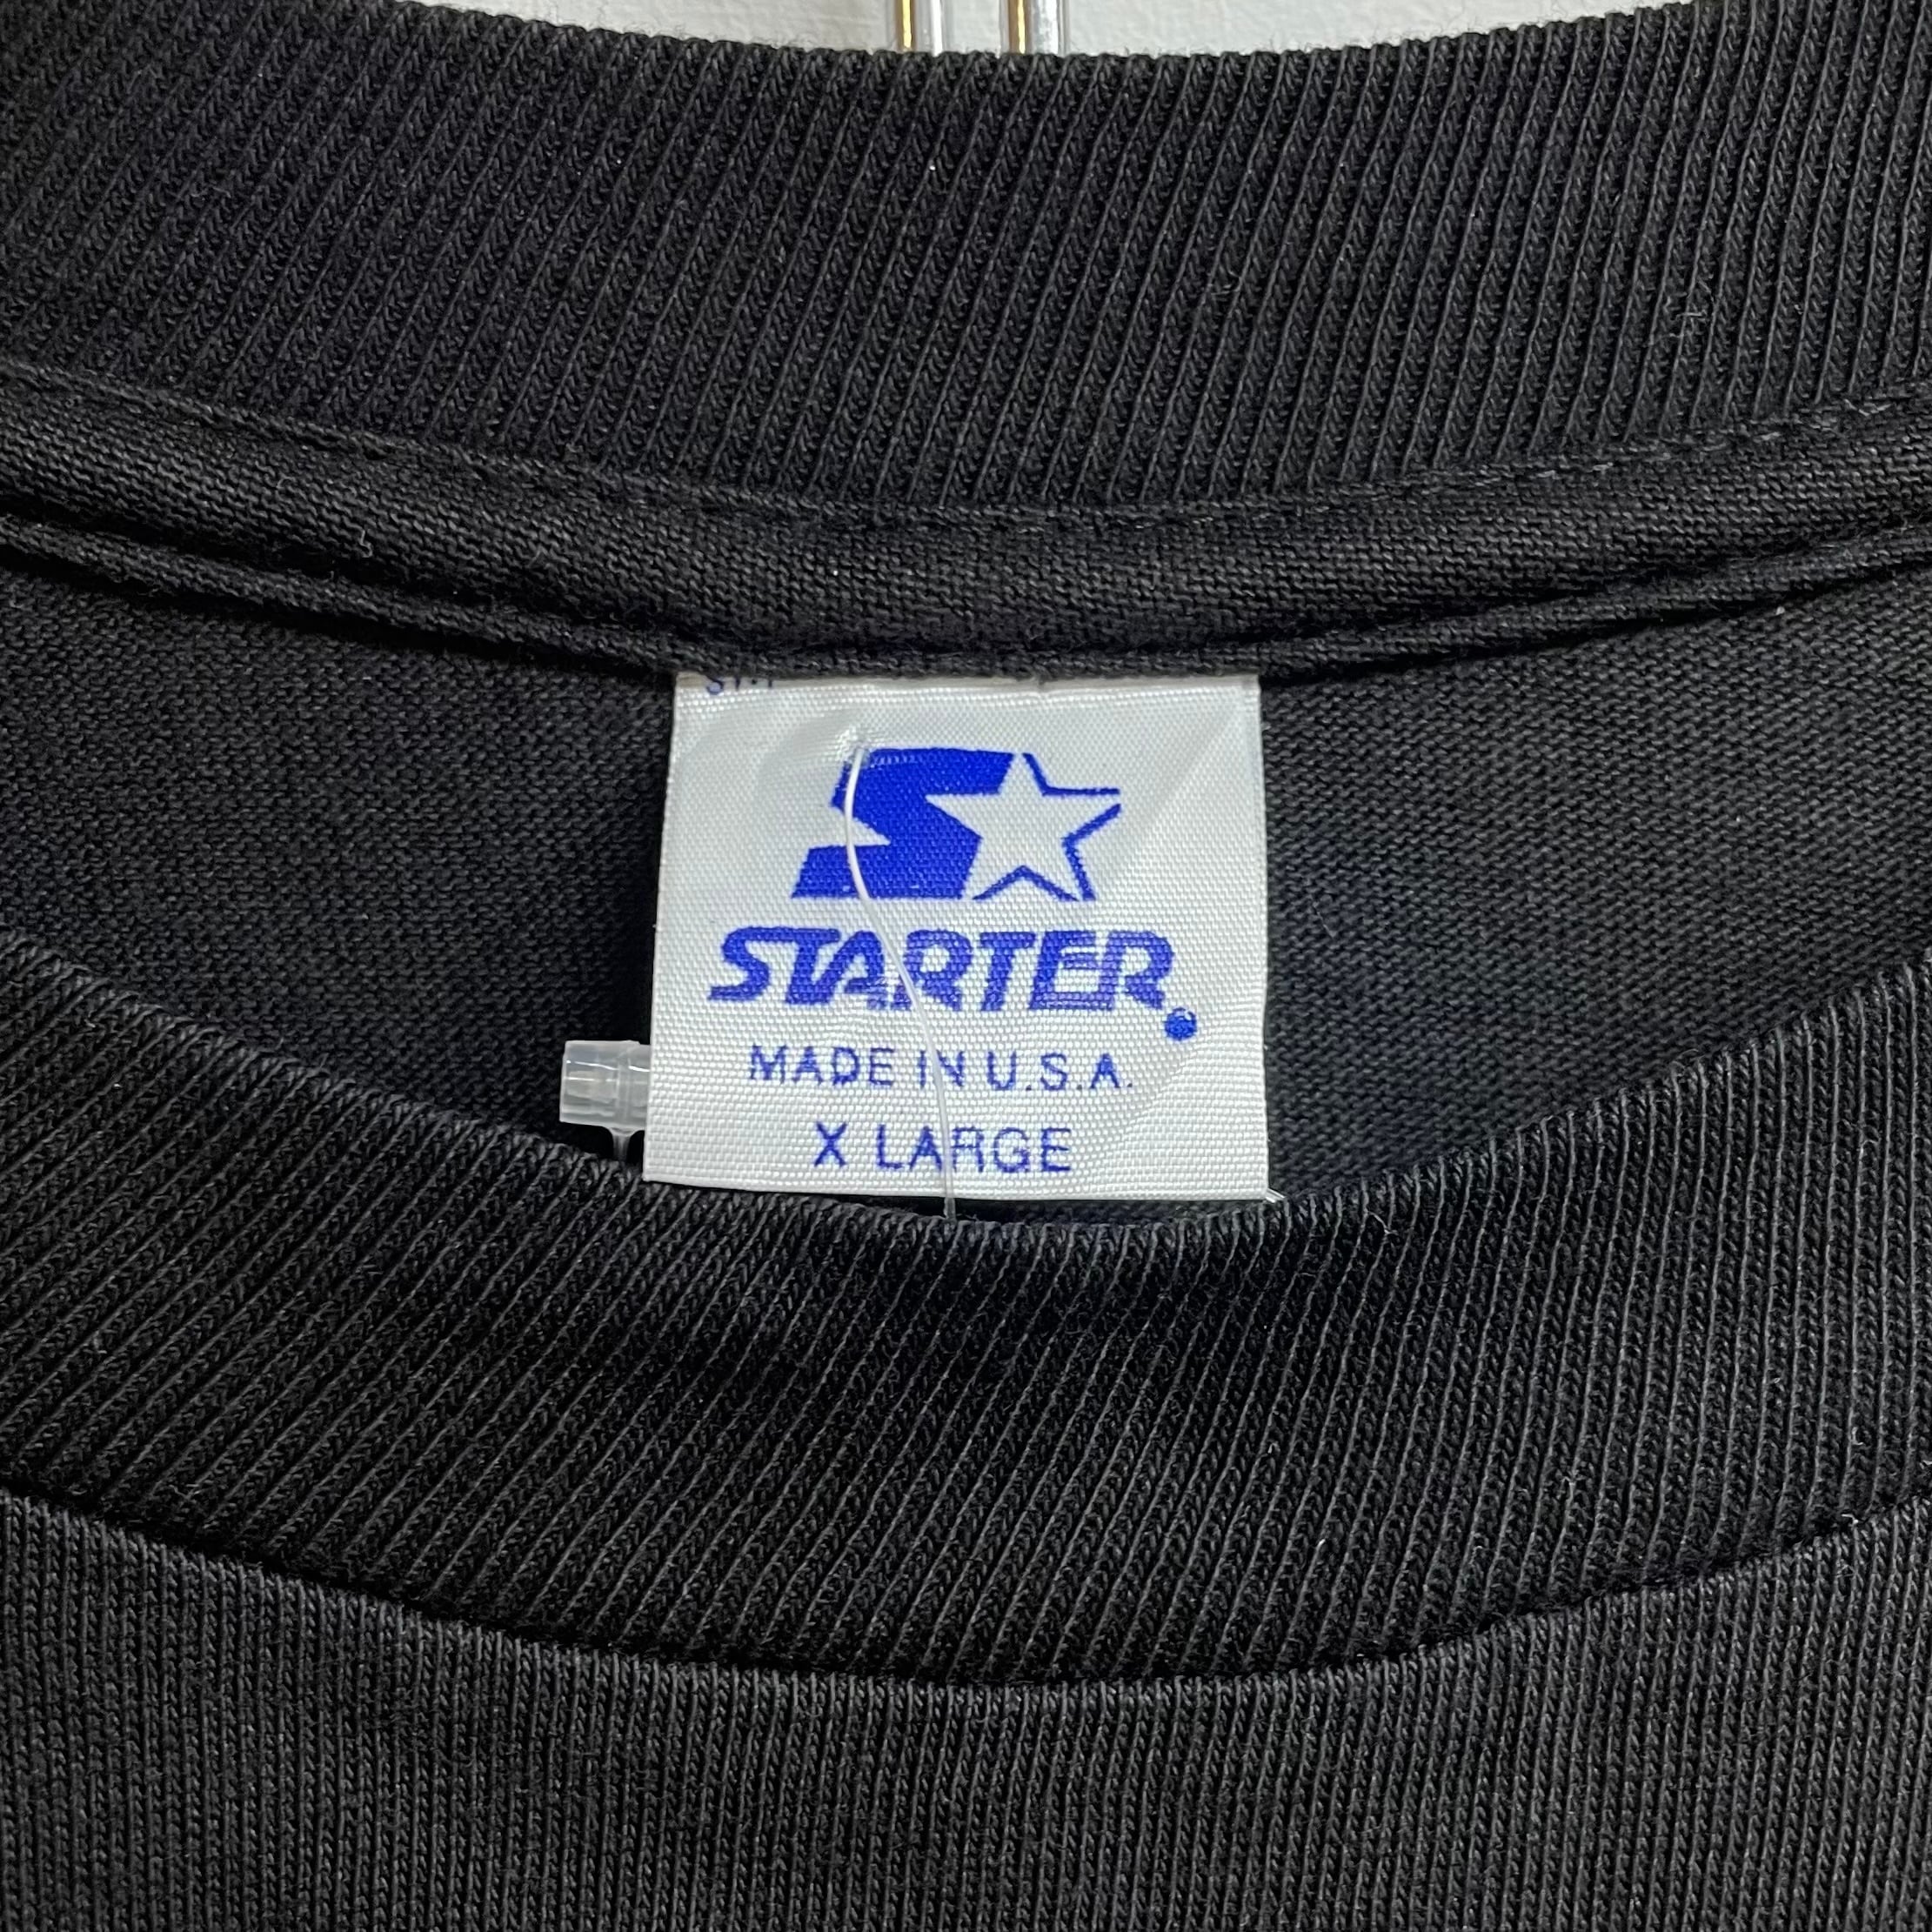 STARTER.
MADE IN U.S.A.
X LARGE